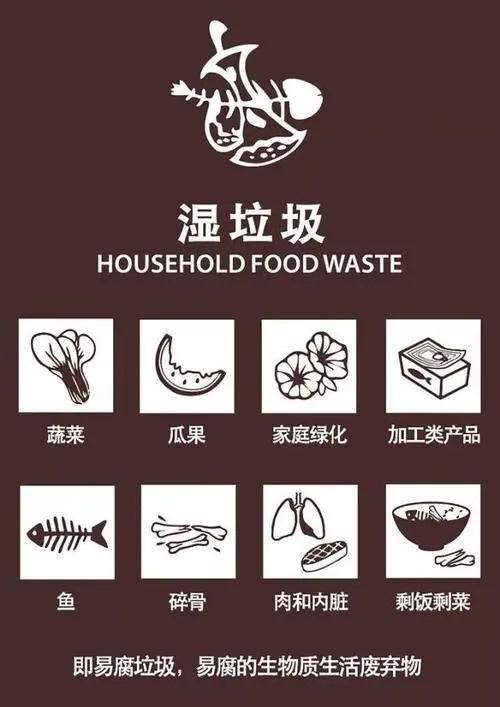 湿垃圾
HOUSEHOLD FOOD WASTE
蔬菜
瓜果
家庭绿化
加工类产品
鱼
碎骨
肉和内脏
剩饭剩菜
即易腐垃圾，易腐的生物质生活废弃物